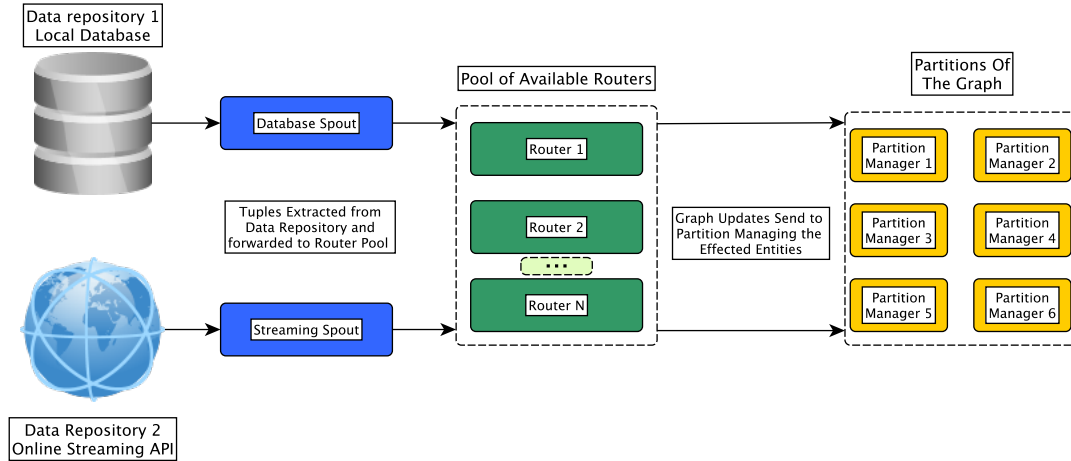 Data repository 1
Local Database
Database Spout
Tuples Extracted from
Data Repository and
forwarded to Router Pool
Streaming Spout
Data Repository 2
Online Streaming API
Pool of Available Routers
Router 1
Router 2
...
Router N
Graph Updates Send to
Partition Managing the
Effected Entities
Partitions Of
The Graph
Partition
Manager 1
Partition
Manager 2
Partition
Manager 3
Partition
Manager 4
Partition
Manager 5
Partition
Manager 6